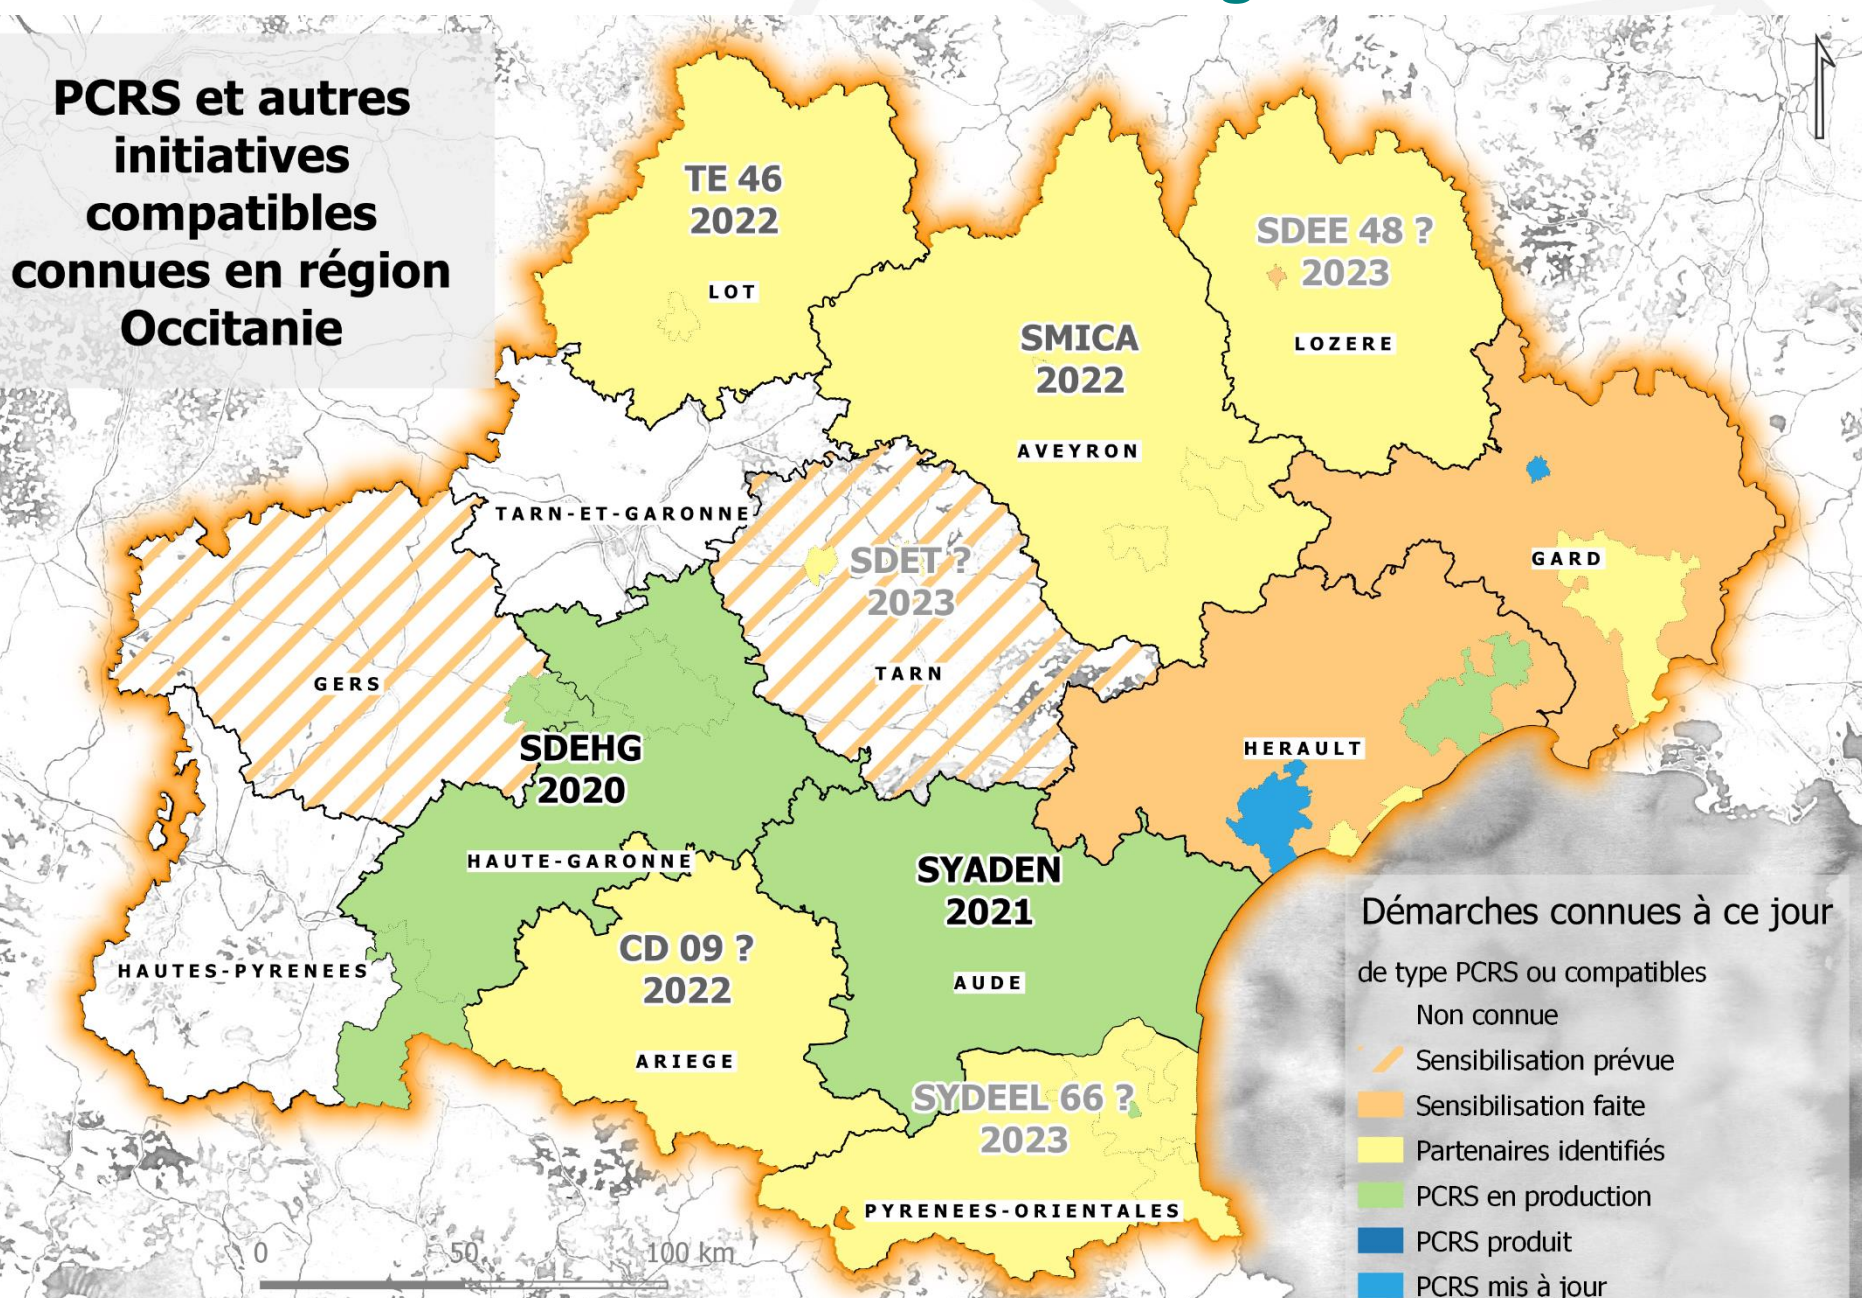 PCRS et autres
initiatives
compatibles
connues en région
Occitanie
TE 46
2022
LOT
SDEE 48 ?
2023
LOZERE
SMICA
2022
AVEYRON
TARN-ET-GARONNE
SDET ?
2023
TARN
GARD
GERS
SDEHG
2020
HERAULT
HAUTE-GARONNE
SYADEN
2021
AUDE
CD 09 ?
2022
ARIEGE
HAUTES-PYRENEES
SYDEEL 66 ?
2023
PYRENEES-ORIENTALES
0 50 100 km
Démarches connues à ce jour
de type PCRS ou compatibles
Non connue
Sensibilisation prévue
Sensibilisation faite
Partenaires identifiés
PCRS en production
PCRS produit
PCRS mis à jour